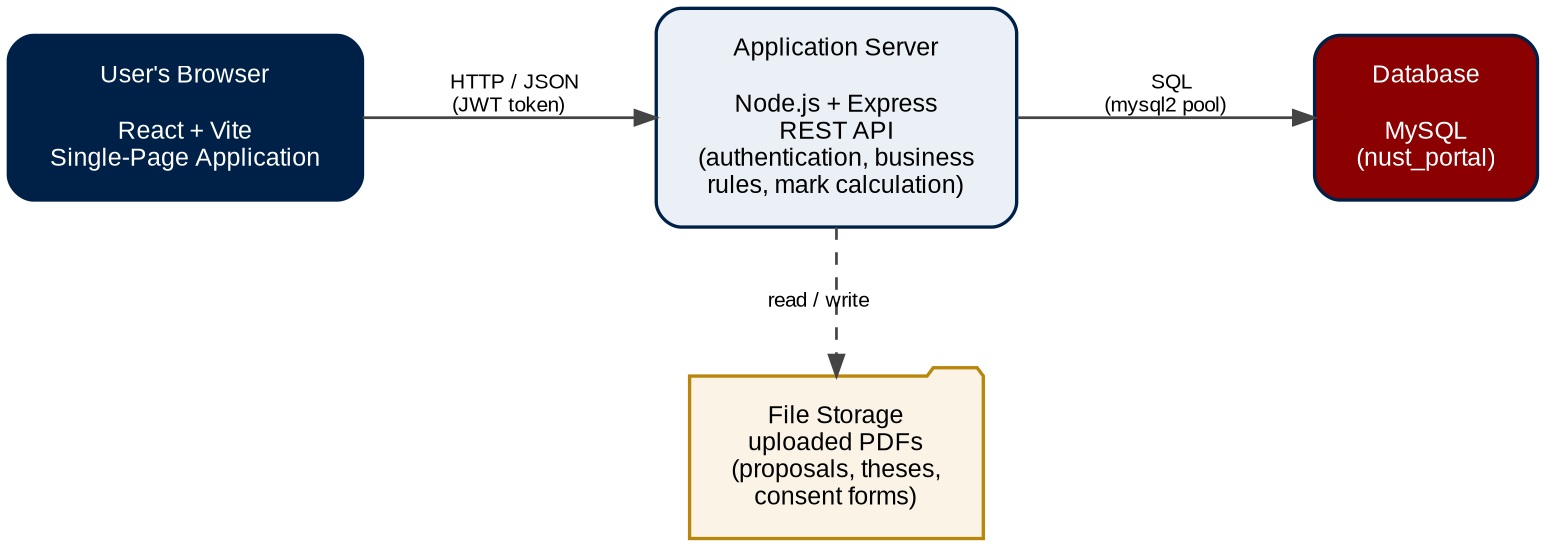 User's Browser
React + Vite
Single-Page Application
HTTP / JSON
(JWT token)
Application Server
Node.js + Express
REST API
(authentication, business
rules, mark calculation)
SQL
(mysql2 pool)
Database
MySQL
(nust_portal)
read / write
File Storage
uploaded PDFs
(proposals, theses,
consent forms)